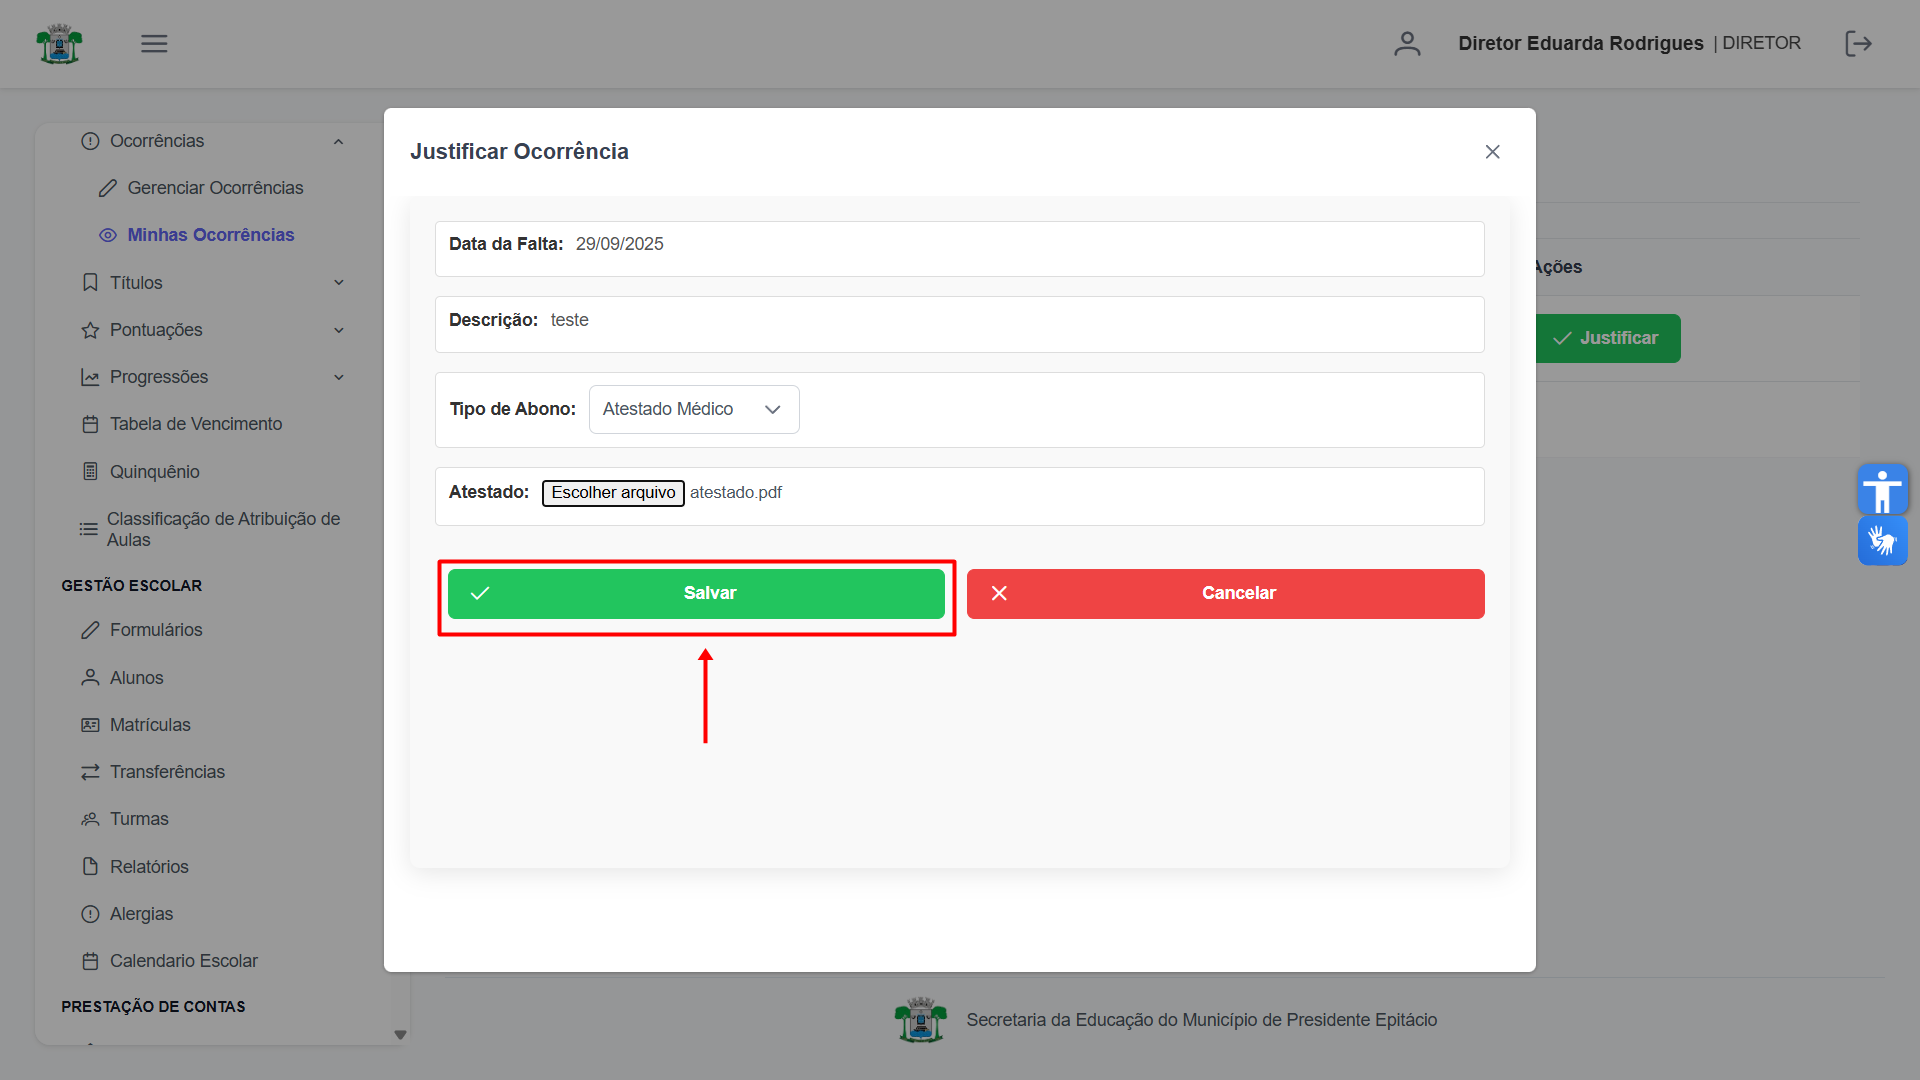 Diretor Eduarda Rodrigues | DIRETOR
Ocorrências
Gerenciar Ocorrências
Minhas Ocorrências
Títulos
Pontuações
Progressões
Tabela de Vencimento
Quinquênio
Classificação de Atribuição de
Aulas
GESTÃO ESCOLAR
Formulários
Alunos
Matrículas
Transferências
Turmas
Relatórios
Alergias
Calendario Escolar
PRESTAÇÃO DE CONTAS
Justificar Ocorrência
Data da Falta: 29/09/2025
Descrição: teste
Tipo de Abono: Atestado Médico
Atestado: Escolher arquivo atestado.pdf
Salvar
Cancelar
Ações
Justificar
Secretaria da Educação do Município de Presidente Epitácio